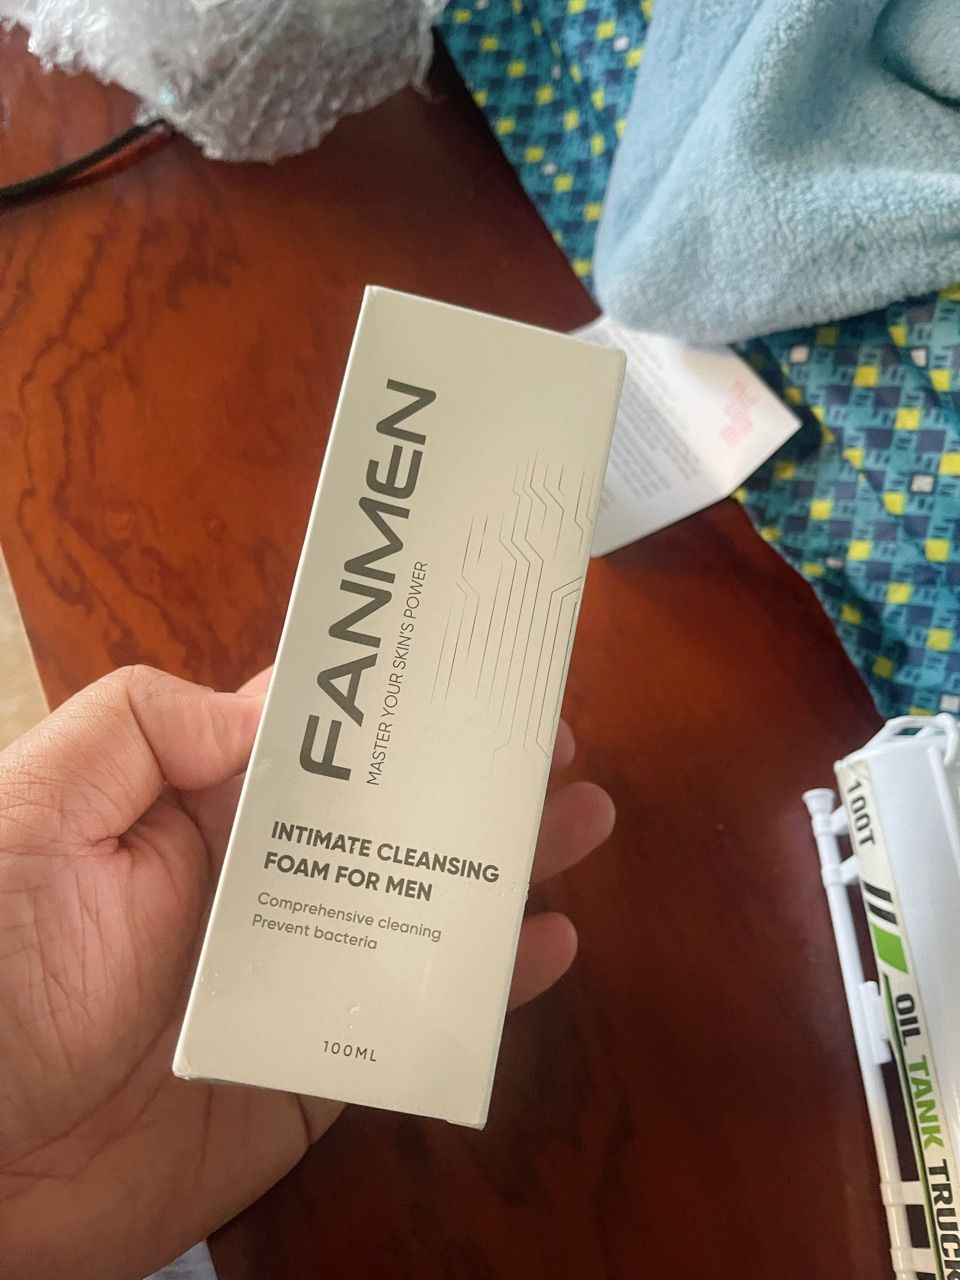 FANMEN
MASTER YOUR SKIN'S POWER
INTIMATE CLEANSING
FOAM FOR MEN
Comprehensive cleaning
Prevent bacteria
100ML
100T
OIL TANK TRUCK